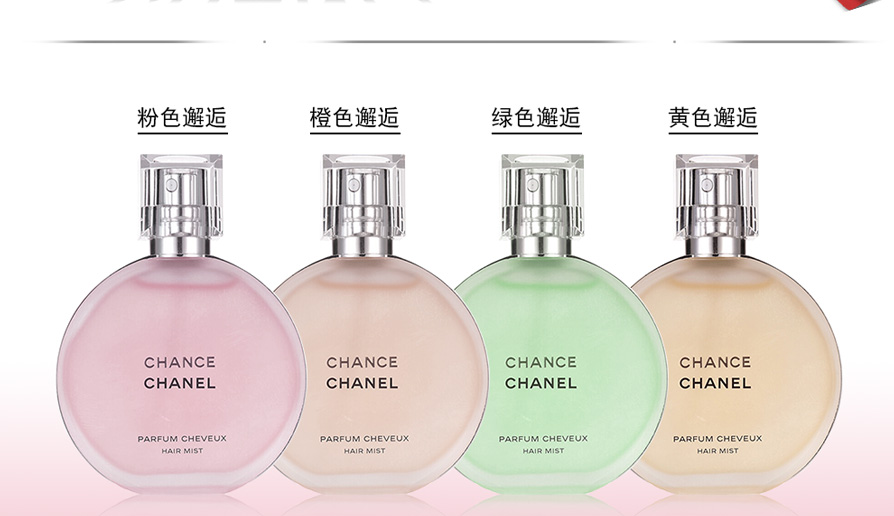 粉色邂逅
橙色邂逅
绿色邂逅
黄色邂逅
CHANCE
CHANEL
PARFUM CHEVEUX
HAIR MIST
CHANCE
CHANEL
PARFUM CHEVEUX
HAIR MIST
CHANCE
CHANEL
PARFUM CHEVEUX
HAIR MIST
CHANCE
CHANEL
PARFUM CHEVEUX
HAIR MIST